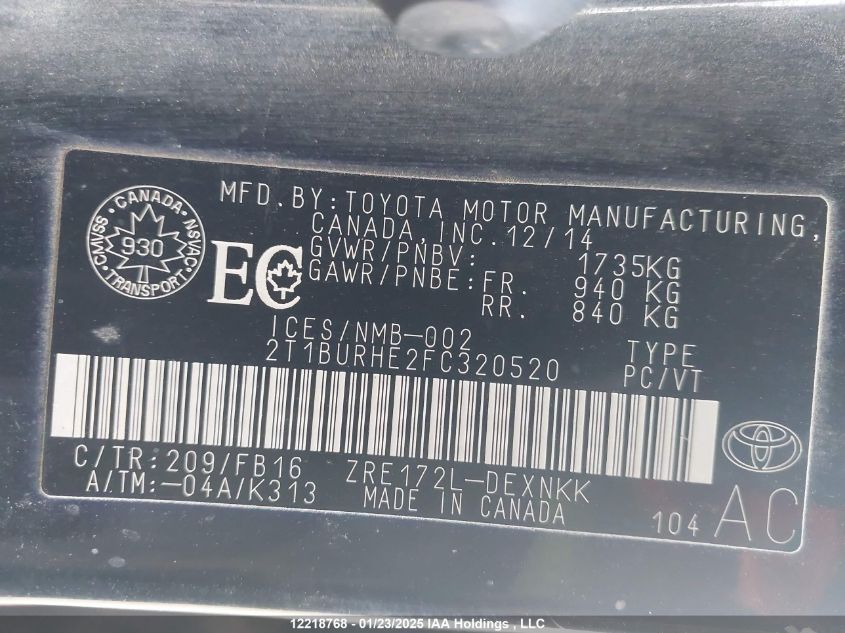 CANADA
CMVSS · NSVAC
930
TRANSPORT
EC
MFD.BY:TOYOTA MOTOR MANUFACTURING,
CANADA,INC.12/14
GVWR/PNBV: 1735KG
GAWR/PNBE:FR. 940 KG
RR. 840 KG
ICES/NMB-002
2T1BURHE2FC320520
TYPE
PC/VT
C/TR:209/FB16 ZRE172L-DEXNKK
A/TM:-04A/K313 MADE IN CANADA
104 AC
12218768 - 01/23/2025 IAA Holdings , LLC